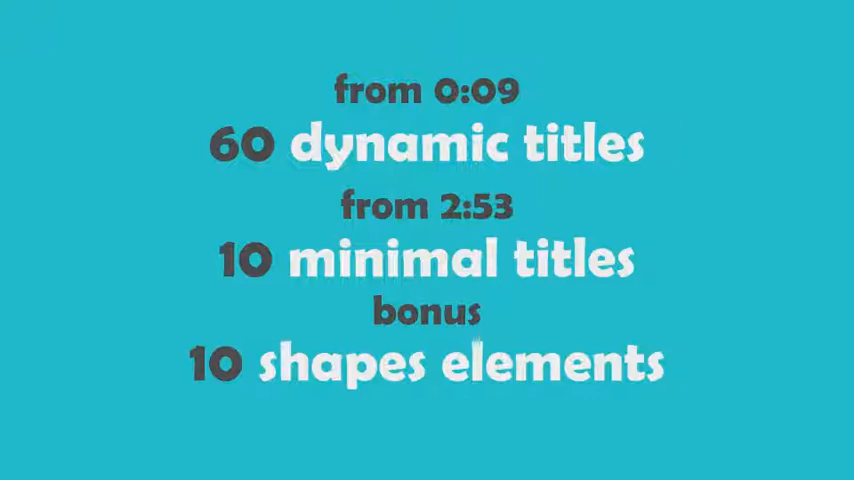 from 0:09
60 dynamic titles
from 2:53
10 minimal titles
bonus
10 shapes elements